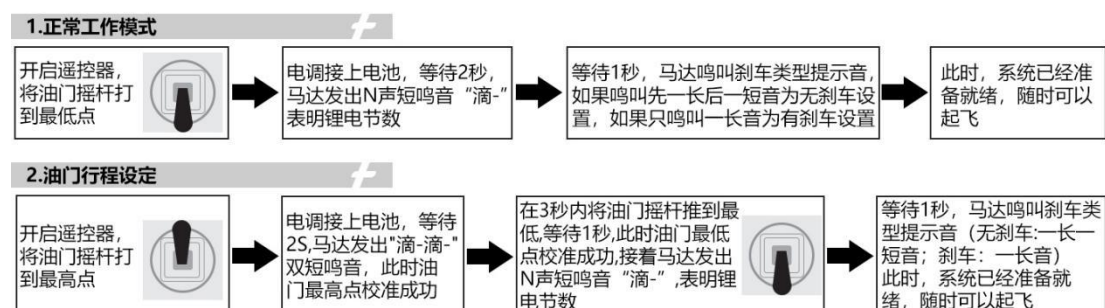 1.正常工作模式
开启遥控器，
将油门摇杆打
到最低点
电调接上电池，等待2秒，
马达发出N声短鸣音“滴-”
表明锂电节数
等待1秒，马达鸣叫刹车类型提示音，
如果鸣叫先一长后一短音为无刹车设
置，如果只鸣叫一长音为有刹车设置
此时，系统已经准
备就绪，随时可以
起飞
2.油门行程设定
开启遥控器，
将油门摇杆打
到最高点
电调接上电池，等待
2S,马达发出"滴-滴-"
双短鸣音，此时油
门最高点校准成功
在3秒内将油门摇杆推到最
低,等待1秒,此时油门最低
点校准成功,接着马达发出
N声短鸣音“滴-”,表明锂
电节数
等待1秒，马达鸣叫刹车类
型提示音（无刹车:一长一
短音；刹车：一长音）
此时，系统已经准备就
绪，随时可以起飞